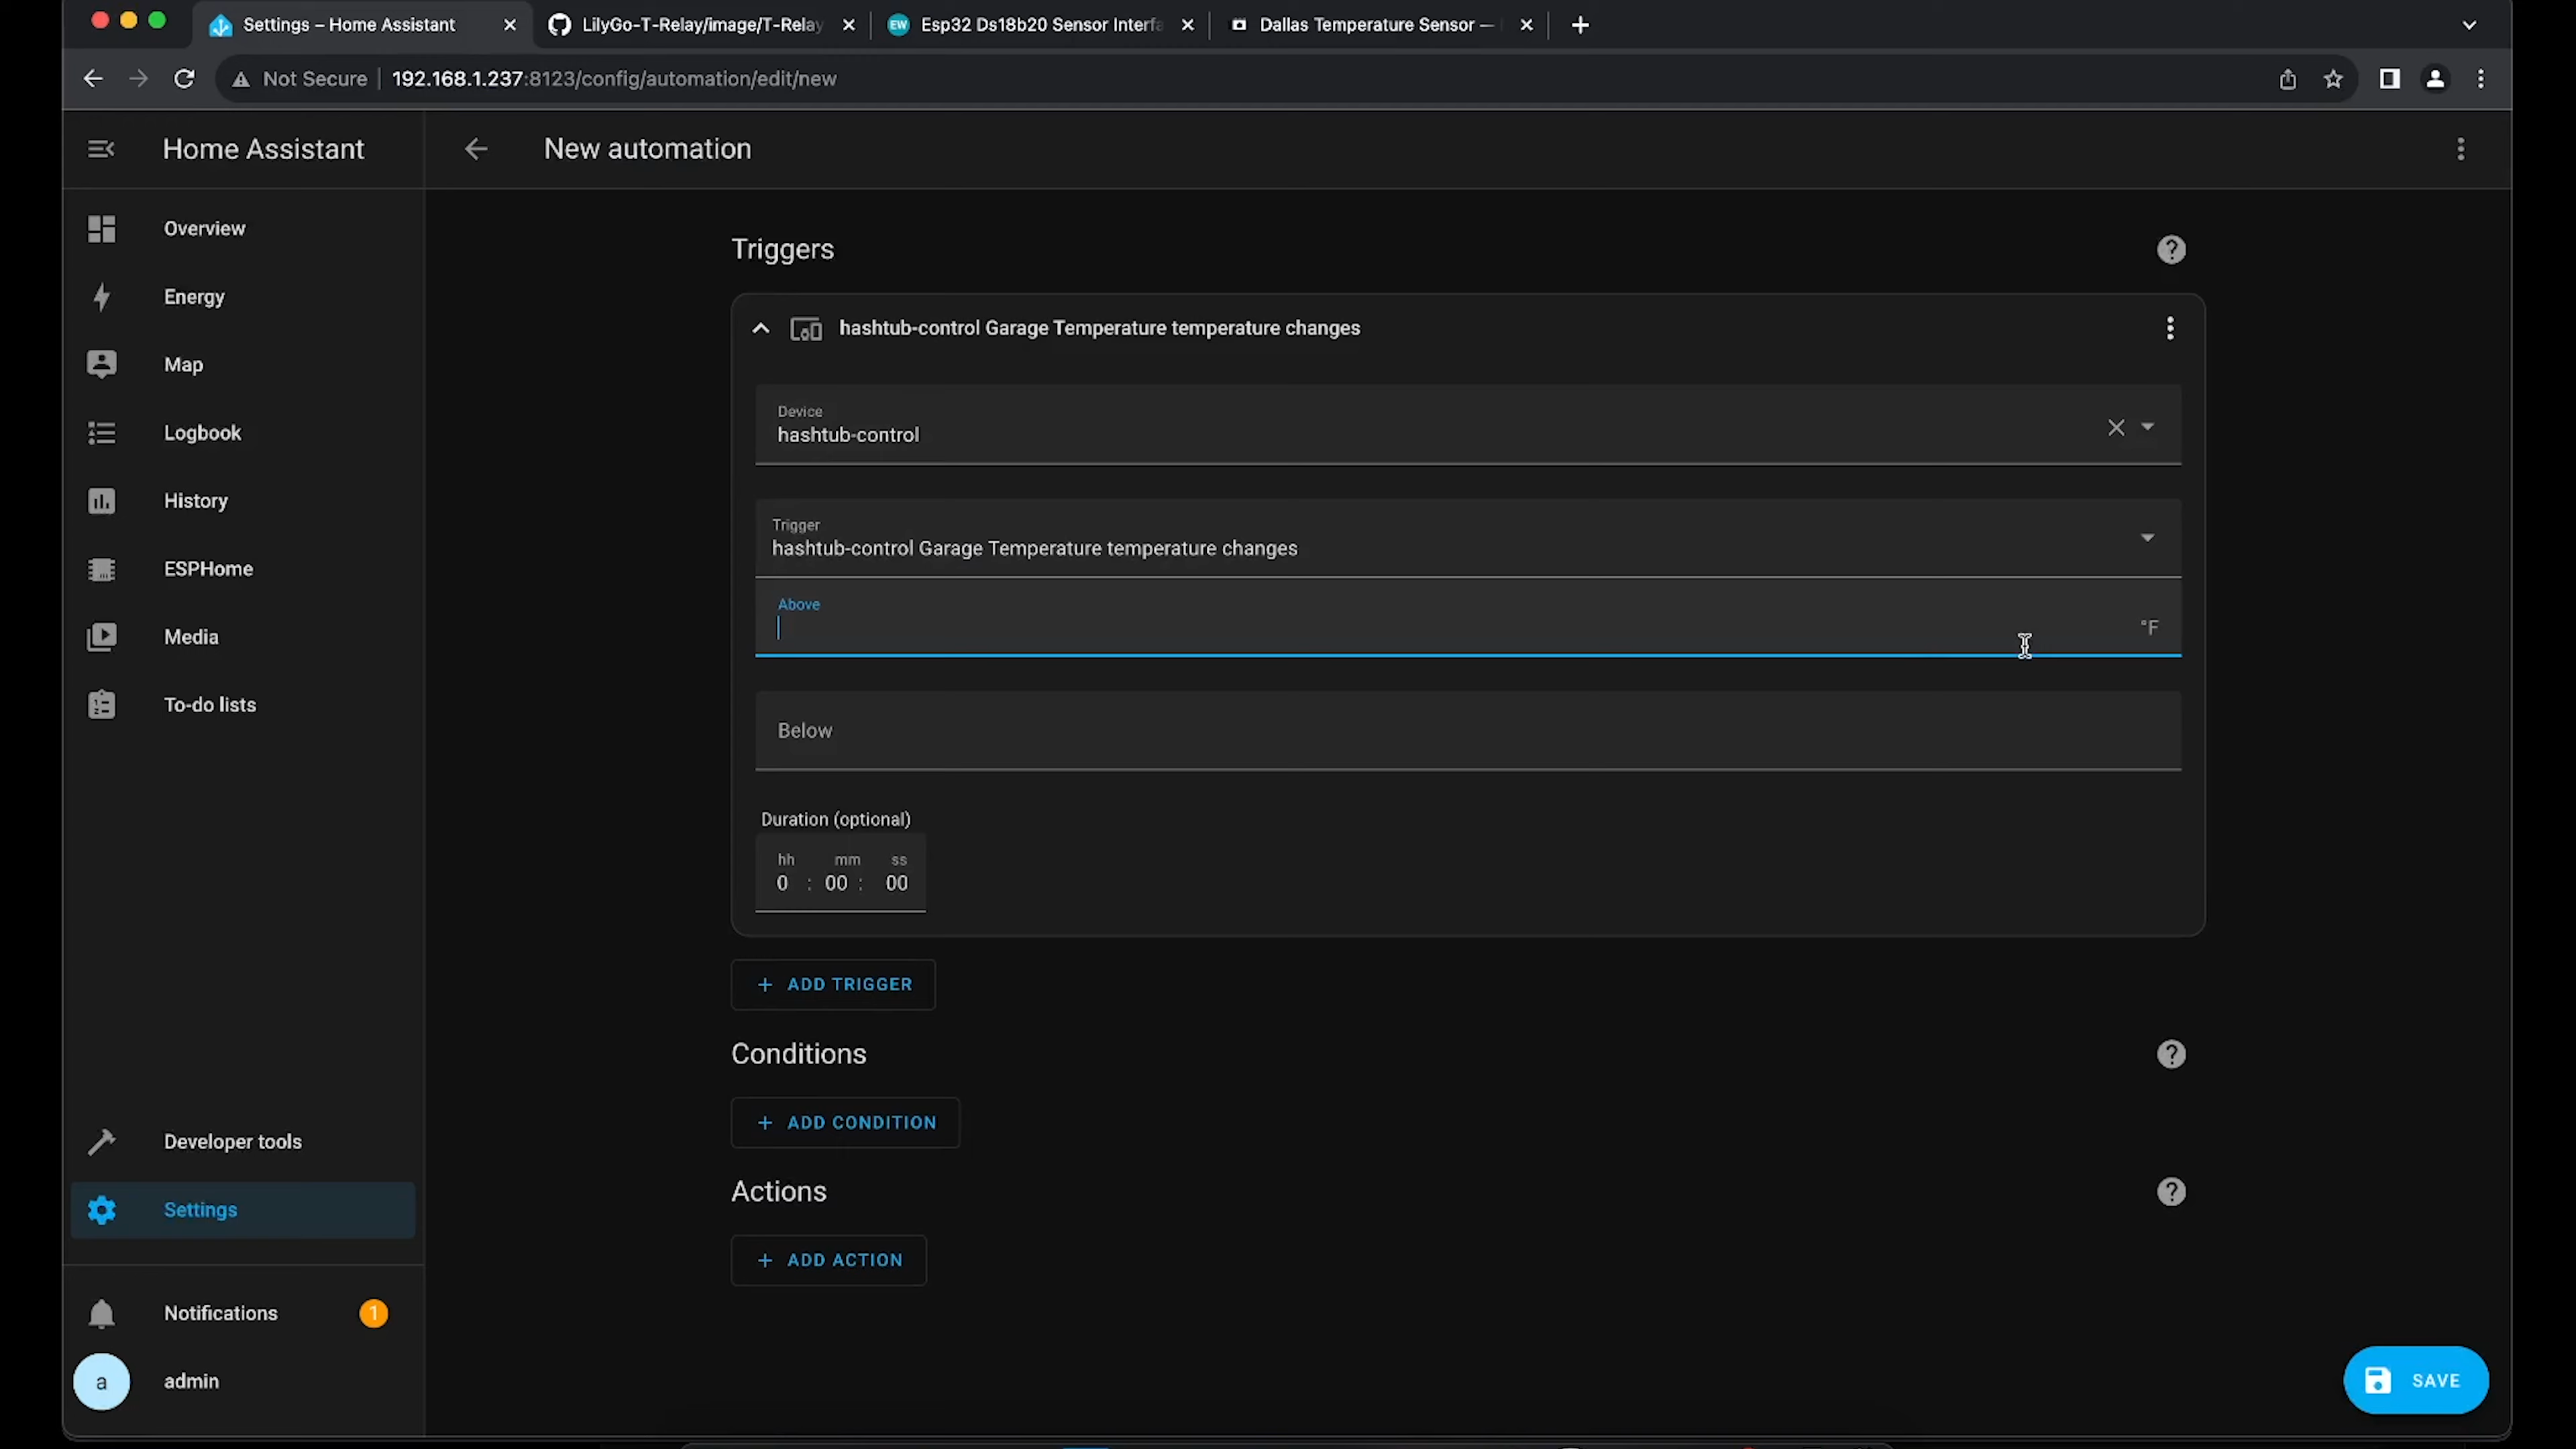 Settings – Home Assistant
LilyGo-T-Relay/image/T-Relay
EW
Esp32 Ds18b20 Sensor Interfa
Dallas Temperature Sensor —
Not Secure
192.168.1.237:8123/config/automation/edit/new
Home Assistant
New automation
Overview
Energy
Map
Logbook
History
ESPHome
Media
To-do lists
Developer tools
Settings
Notifications
1
a
admin
Triggers
hashtub-control Garage Temperature temperature changes
Device
hashtub-control
Trigger
hashtub-control Garage Temperature temperature changes
Above
°F
Below
Duration (optional)
hh mm ss
0 : 00 : 00
+ ADD TRIGGER
Conditions
+ ADD CONDITION
Actions
+ ADD ACTION
SAVE